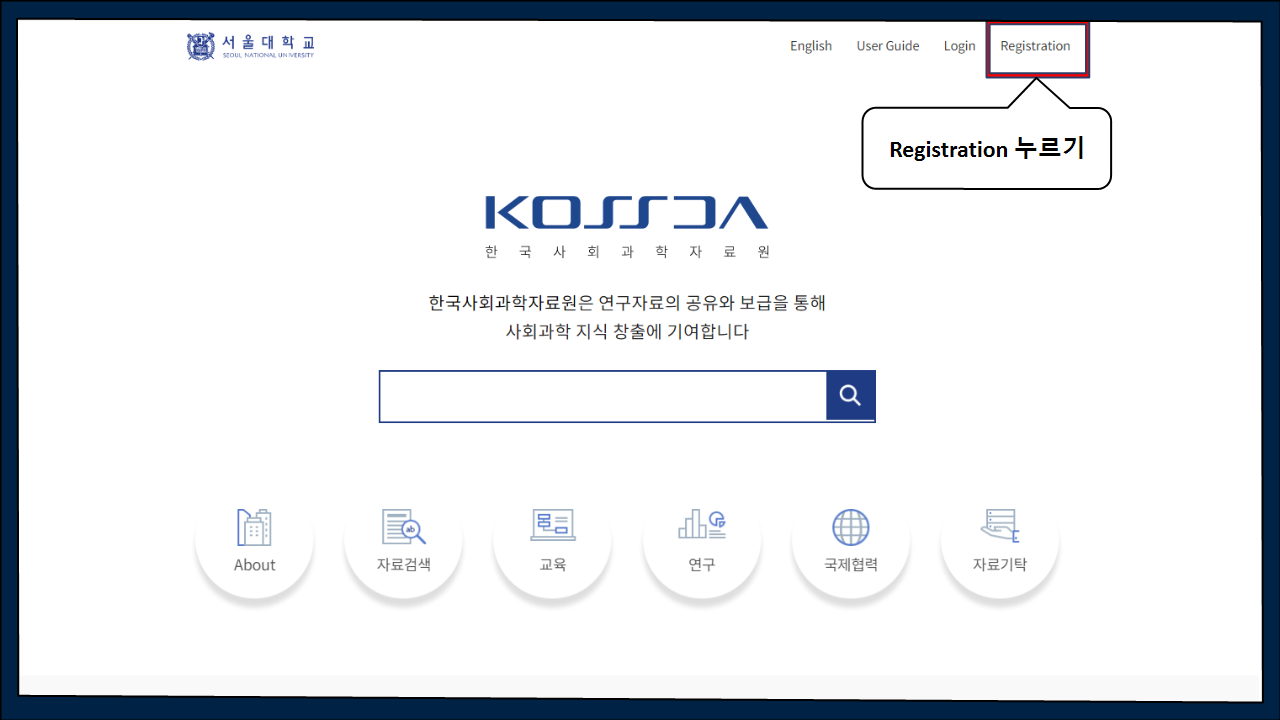 서울대학교
SEOUL NATIONAL UNIVERSITY
English User Guide Login Registration
Registration 누르기
KOSSDA
한국사회과학자료원
한국사회과학자료원은 연구자료의 공유와 보급을 통해
사회과학 지식 창출에 기여합니다
ab
About 자료검색 교육 연구 국제협력 자료기탁